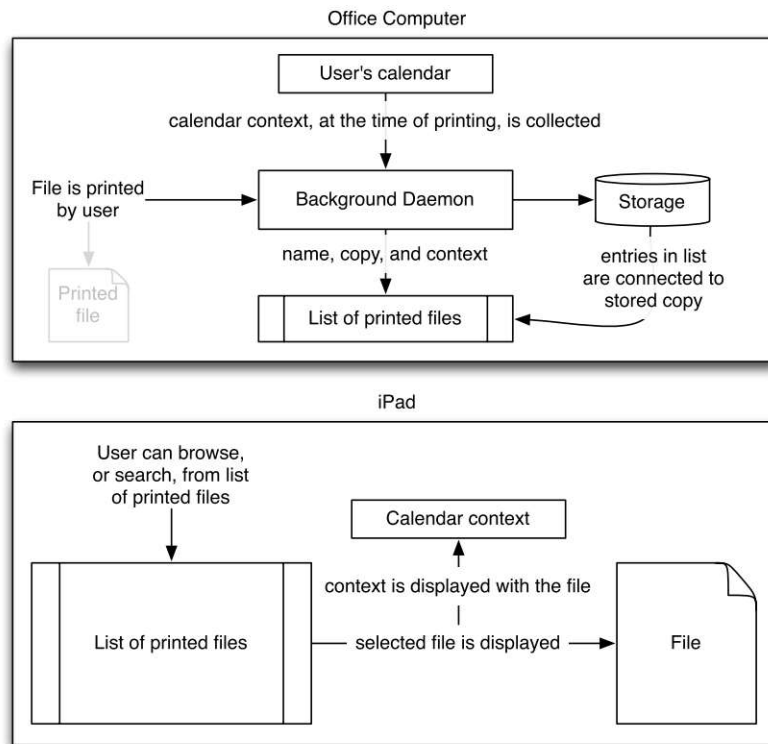 Office Computer
User's calendar
calendar context, at the time of printing, is collected
File is printed
by user
Background Daemon
Storage
name, copy, and context
entries in list
are connected to
stored copy
Printed
file
List of printed files
iPad
User can browse,
or search, from list
of printed files
Calendar context
context is displayed with the file
List of printed files
selected file is displayed
File